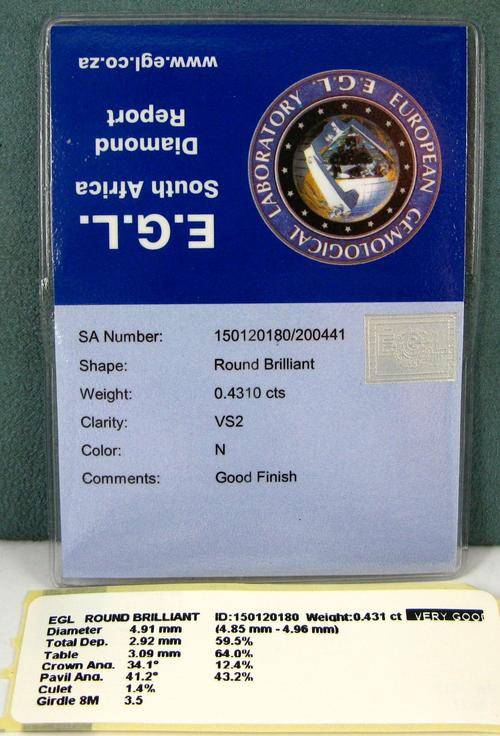 www.egl.co.za
Diamond
Report
E.G.L.
South Africa
EUROPEAN GEMOLOGICAL LABORATORY E.G.L.
SA Number: 150120180/200441
Shape: Round Brilliant
Weight: 0.4310 cts
Clarity: VS2
Color: N
Comments: Good Finish
EGL ROUND BRILLIANT ID:150120180 Weight:0.431 ct VERY GOOD
Diameter 4.91 mm (4.85 mm - 4.96 mm)
Total Dep. 2.92 mm 59.5%
Table 3.09 mm 64.0%
Crown Ang. 34.1° 12.4%
Pavil Ang. 41.2° 43.2%
Culet 1.4%
Girdle 8M 3.5